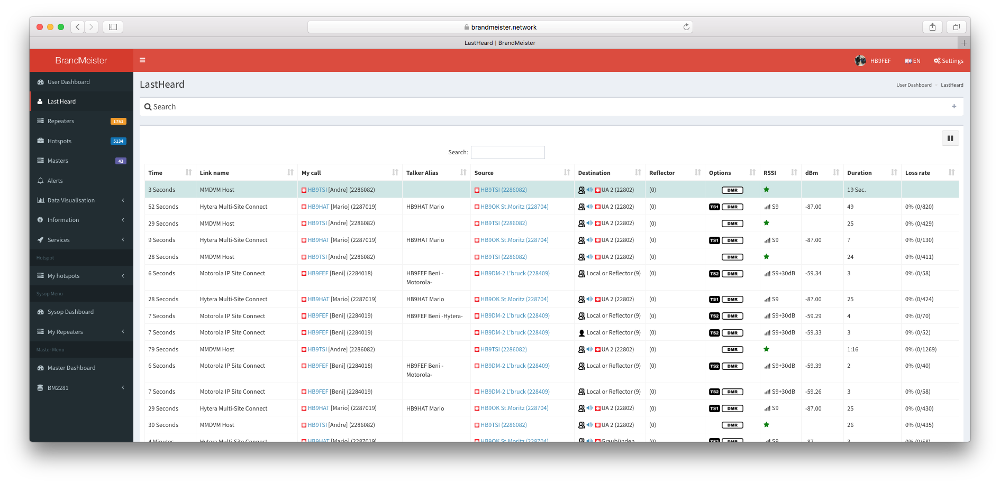 brandmeister.network
LastHeard | BrandMeister
BrandMeister
HB9FEF EN Settings
User Dashboard
Last Heard
Repeaters 1751
Hotspots 5134
Masters 43
Alerts
Data Visualisation
Information
Services
Hotspot
My hotspots
Sysop Menu
Sysop Dashboard
My Repeaters
Master Menu
Master Dashboard
BM2281
LastHeard
User Dashboard > LastHeard
Search +
Search:
Time Link name My call Talker Alias Source Destination Reflector Options RSSI dBm Duration Loss rate
3 Seconds MMDVM Host HB9TSI [Andre] (2286082) HB9TSI (2286082) UA 2 (22802) (0) DMR 19 Sec.
52 Seconds Hytera Multi-Site Connect HB9HAT [Mario] (2287019) HB9HAT Mario HB9OK St.Moritz (228704) UA 2 (22802) (0) TS1 DMR S9 -87.00 49 0% (0/820)
29 Seconds MMDVM Host HB9TSI [Andre] (2286082) HB9TSI (2286082) UA 2 (22802) (0) DMR 25 0% (0/429)
9 Seconds Hytera Multi-Site Connect HB9HAT [Mario] (2287019) HB9HAT Mario HB9OK St.Moritz (228704) UA 2 (22802) (0) TS1 DMR S9 -87.00 7 0% (0/130)
28 Seconds MMDVM Host HB9TSI [Andre] (2286082) HB9TSI (2286082) UA 2 (22802) (0) DMR 24 0% (0/411)
6 Seconds Motorola IP Site Connect HB9FEF [Beni] (2284018) HB9FEF Beni - HB9DM-2 L'bruck (228409) Local or Reflector (9) (0) TS2 DMR S9+30dB -59.34 3 0% (0/58)
Motorola-
28 Seconds Hytera Multi-Site Connect HB9HAT [Mario] (2287019) HB9HAT Mario HB9OK St.Moritz (228704) UA 2 (22802) (0) TS1 DMR S9 -87.00 25 0% (0/424)
7 Seconds Motorola IP Site Connect HB9FEF [Beni] (2284019) HB9FEF Beni -Hytera- HB9DM-2 L'bruck (228409) Local or Reflector (9) (0) TS2 DMR S9+30dB -59.29 4 0% (0/70)
7 Seconds Motorola IP Site Connect HB9FEF [Beni] (2284019) HB9DM-2 L'bruck (228409) Local or Reflector (9) (0) TS2 DMR S9+30dB -59.33 3 0% (0/52)
79 Seconds MMDVM Host HB9TSI [Andre] (2286082) HB9TSI (2286082) UA 2 (22802) (0) DMR 1:16 0% (0/1269)
6 Seconds Motorola IP Site Connect HB9FEF [Beni] (2284018) HB9FEF Beni - HB9DM-2 L'bruck (228409) Local or Reflector (9) (0) TS2 DMR S9+30dB -59.39 2 0% (0/40)
Motorola-
7 Seconds Motorola IP Site Connect HB9FEF [Beni] (2284019) HB9DM-2 L'bruck (228409) Local or Reflector (9) (0) TS2 DMR S9+30dB -59.26 3 0% (0/58)
29 Seconds Hytera Multi-Site Connect HB9HAT [Mario] (2287019) HB9HAT Mario HB9OK St.Moritz (228704) UA 2 (22802) (0) TS1 DMR S9 -87.00 25 0% (0/430)
30 Seconds MMDVM Host HB9TSI [Andre] (2286082) HB9TSI (2286082) UA 2 (22802) (0) DMR 26 0% (0/435)
4 Minutes Hytera Multi-Site Connect HB9HAT [Mario] (2287019) HB9OK St.Moritz (228704) Graubünden (0) TS2 DMR S9 -87 3 0% (0/58)